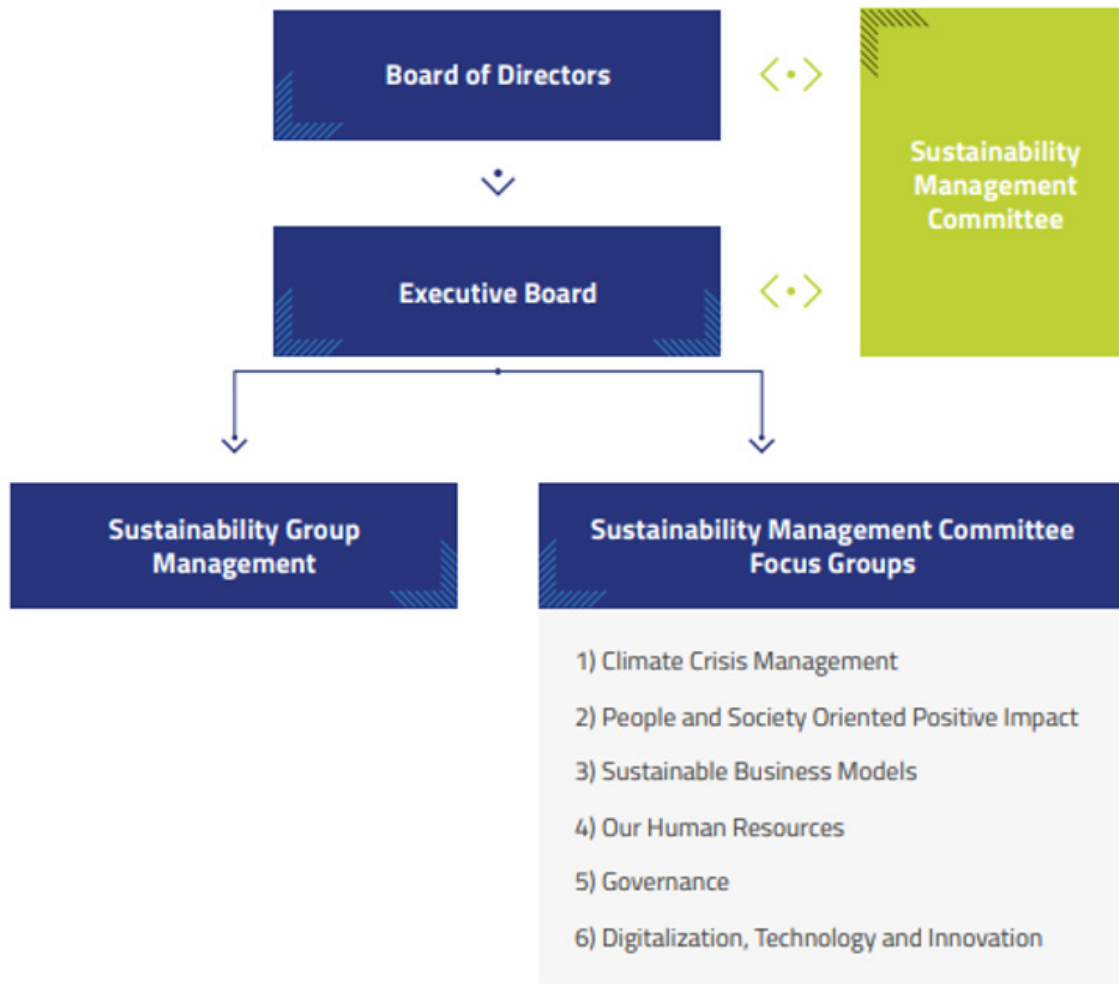 Board of Directors
Sustainability
Management
Committee
Executive Board
Sustainability Group
Management
Sustainability Management Committee
Focus Groups
1) Climate Crisis Management
2) People and Society Oriented Positive Impact
3) Sustainable Business Models
4) Our Human Resources
5) Governance
6) Digitalization, Technology and Innovation